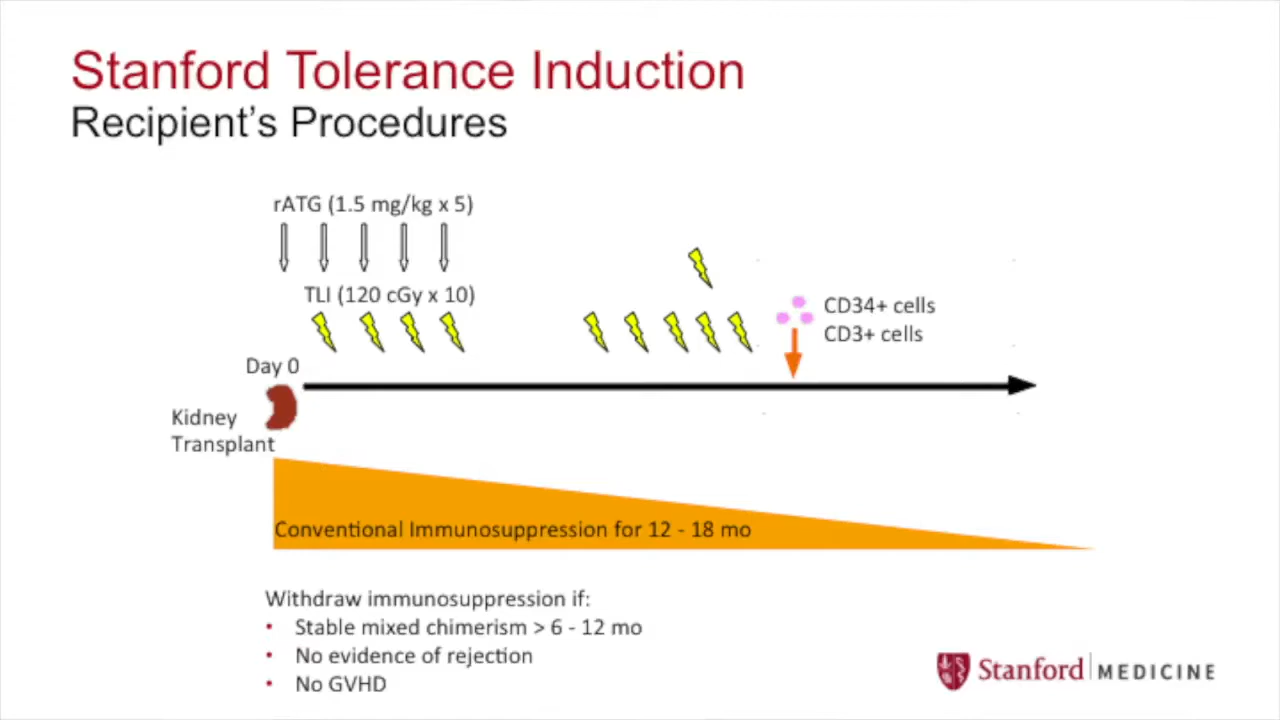 Stanford Tolerance Induction
Recipient's Procedures
rATG (1.5 mg/kg x 5)
TLI (120 cGy x 10)
CD34+ cells
CD3+ cells
Day 0
Kidney
Transplant
Conventional Immunosuppression for 12 - 18 mo
Withdraw immunosuppression if:
• Stable mixed chimerism > 6 - 12 mo
• No evidence of rejection
• No GVHD
Stanford MEDICINE